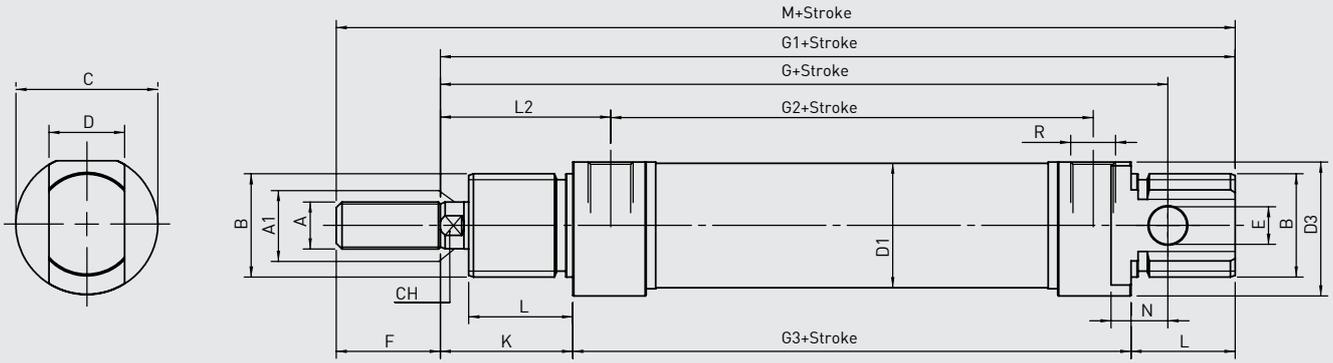 M+Stroke
G1+Stroke
G+Stroke
C
L2
G2+Stroke
D
R
B
A1
A
D1
E
B
D3
CH
L
N
F
K
G3+Stroke
L